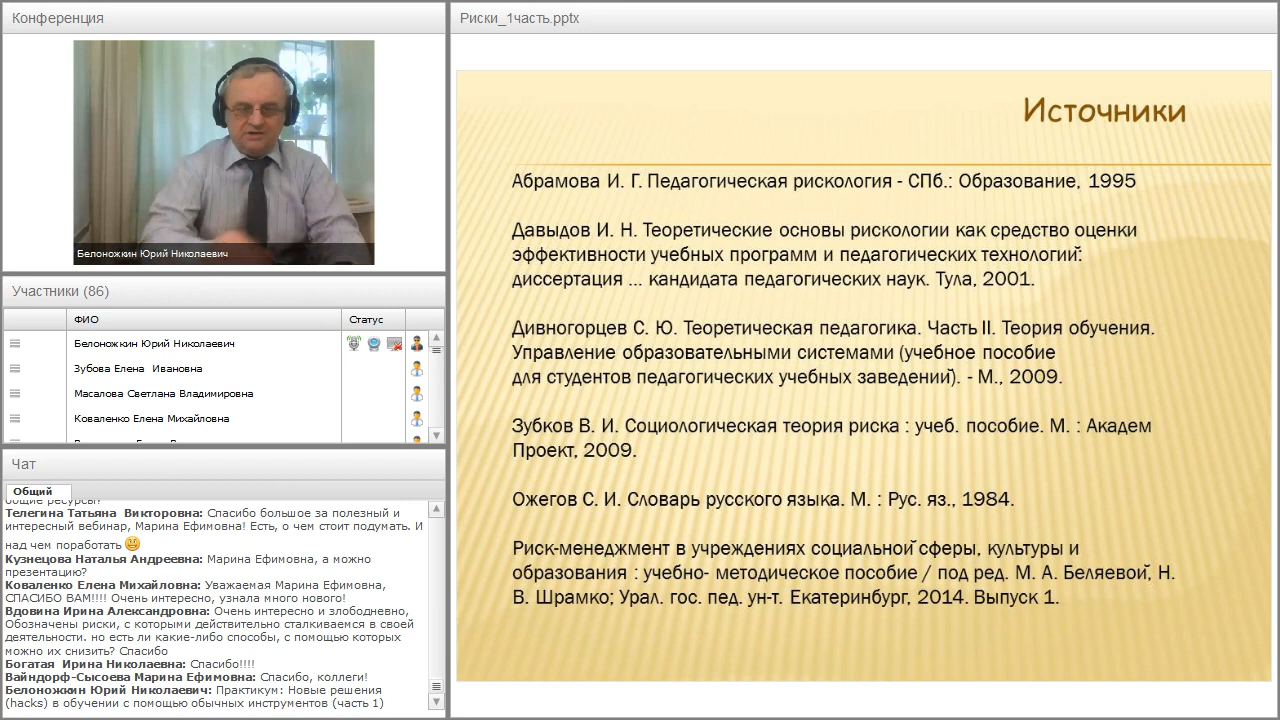 Конференция
Белоножкин Юрий Николаевич
Участники (86)
ФИО
Статус
Белоножкин Юрий Николаевич
Зубова Елена Ивановна
Масалова Светлана Владимировна
Коваленко Елена Михайловна
Чат
Общий
общие ресурсы!
Телегина Татьяна Викторовна: Спасибо большое за полезный и
интересный вебинар, Марина Ефимовна! Есть, о чем стоит подумать. И
над чем поработать
Кузнецова Наталья Андреевна: Марина Ефимовна, а можно
презентацию?
Коваленко Елена Михайловна: Уважаемая Марина Ефимовна,
СПАСИБО ВАМ!!!! Очень интересно, узнала много нового!
Вдовина Ирина Александровна: Очень интересно и злободневно,
Обозначены риски, с которыми действительно сталкиваемся в своей
деятельности. но есть ли какие-либо способы, с помощью которых
можно их снизить? Спасибо
Богатая Ирина Николаевна: Спасибо!!!!
Вайндорф-Сысоева Марина Ефимовна: Спасибо, коллеги!
Белоножкин Юрий Николаевич: Практикум: Новые решения
(hacks) в обучении с помощью обычных инструментов (часть 1)
Риски_1часть.pptx
Источники
Абрамова И. Г. Педагогическая рискология - СПб.: Образование, 1995
Давыдов И. Н. Теоретические основы рискологии как средство оценки
эффективности учебных программ и педагогических технологий:
диссертация ... кандидата педагогических наук. Тула, 2001.
Дивногорцев С. Ю. Теоретическая педагогика. Часть II. Теория обучения.
Управление образовательными системами (учебное пособие
для студентов педагогических учебных заведений). - М., 2009.
Зубков В. И. Социологическая теория риска : учеб. пособие. М. : Академ
Проект, 2009.
Ожегов С. И. Словарь русского языка. М. : Рус. яз., 1984.
Риск-менеджмент в учреждениях социальной сферы, культуры и
образования : учебно- методическое пособие / под ред. М. А. Беляевой, Н.
В. Шрамко; Урал. гос. пед. ун-т. Екатеринбург, 2014. Выпуск 1.